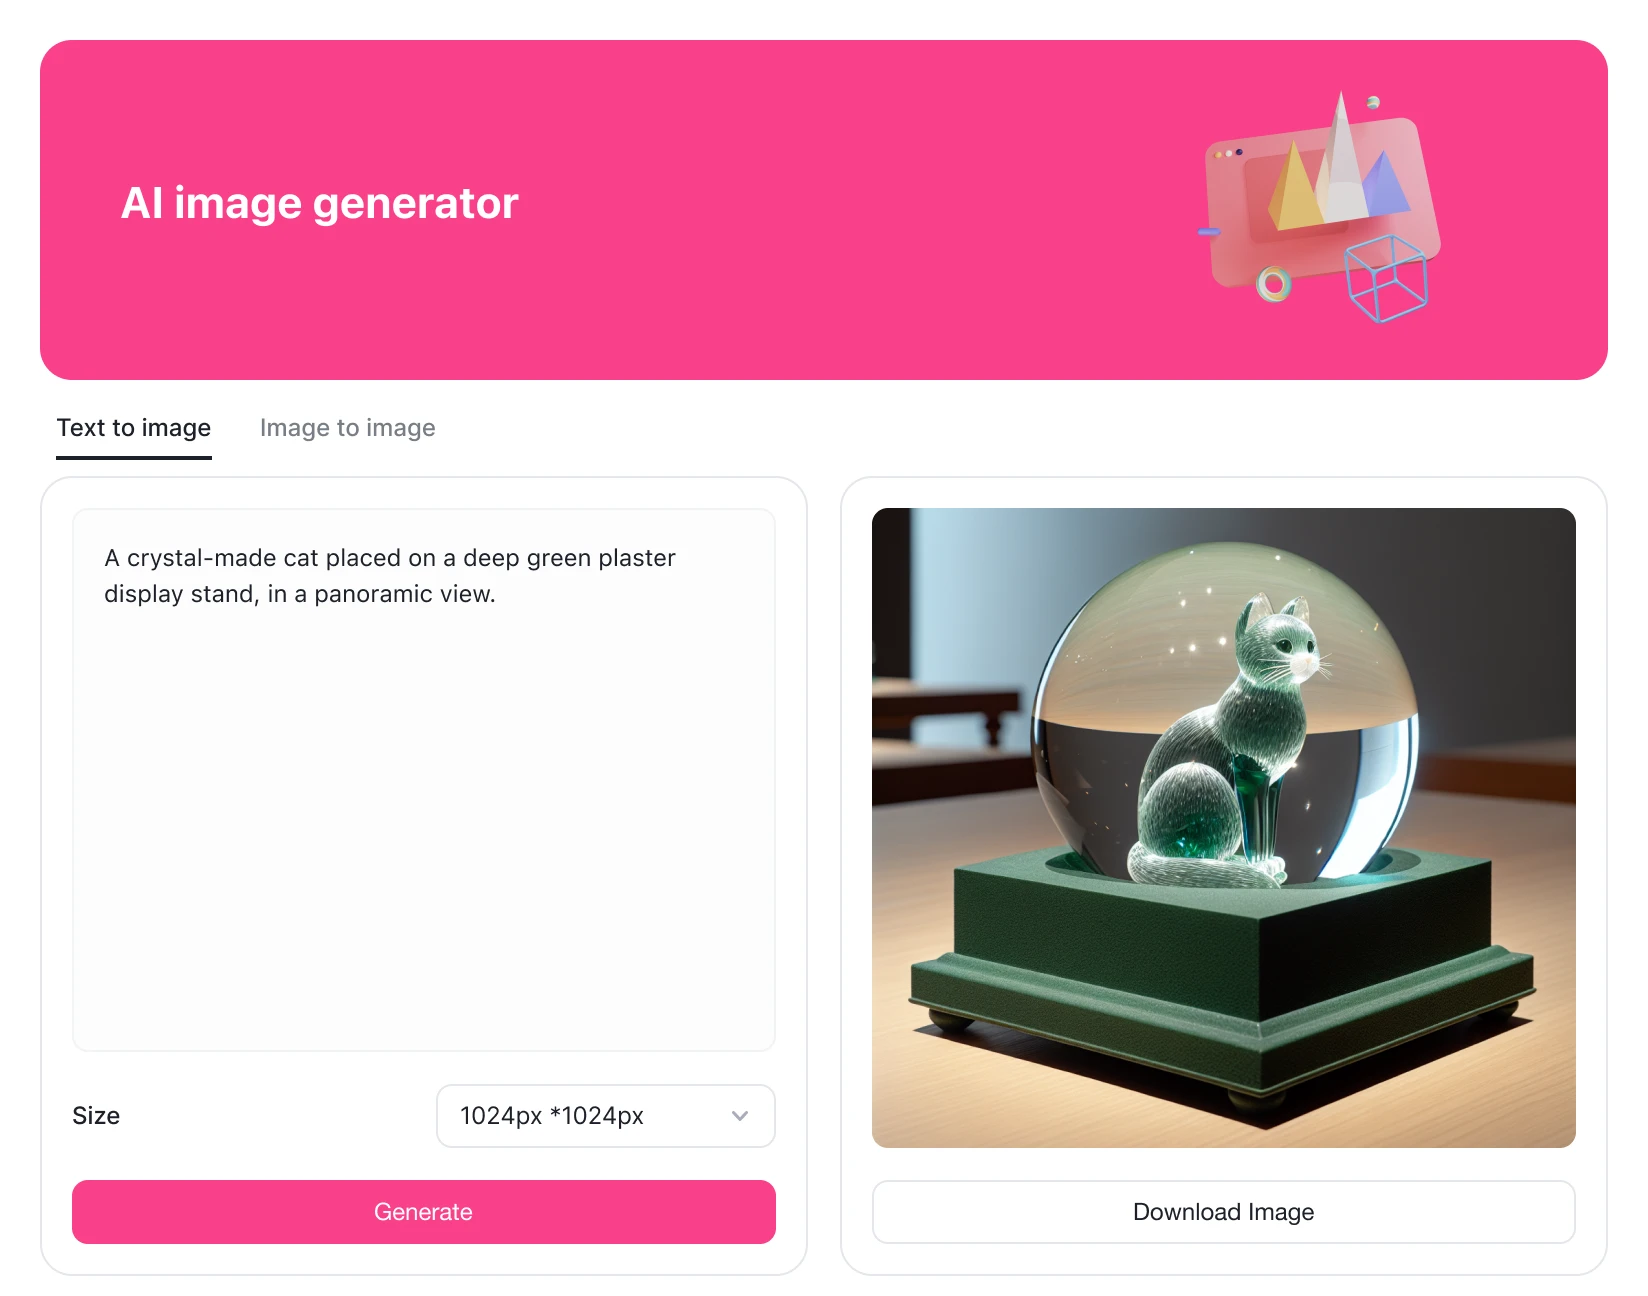 AI image generator
Text to image
Image to image
A crystal-made cat placed on a deep green plaster
display stand, in a panoramic view.
Size
1024px *1024px
Generate
Download Image